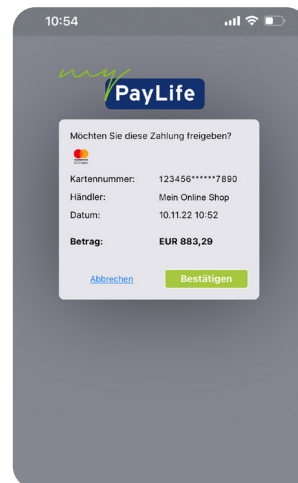 10:54
my
PayLife
Möchten Sie diese Zahlung freigeben?
Kartennummer: 123456******7890
Händler: Mein Online Shop
Datum: 10.11.22 10:52
Betrag: EUR 883,29
Abbrechen Bestätigen